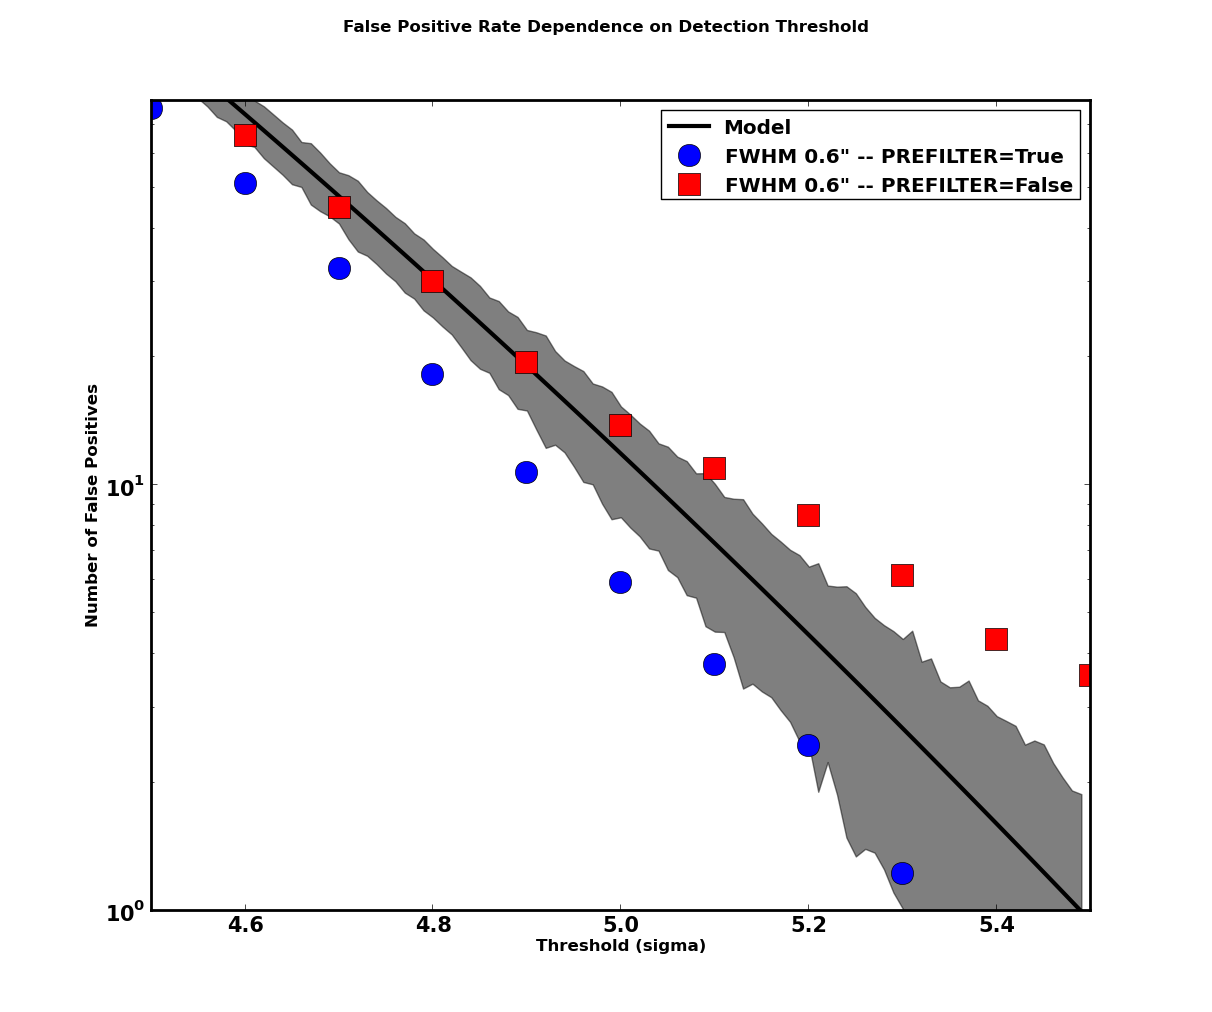 False Positive Rate Dependence on Detection Threshold
Model
FWHM 0.6" -- PREFILTER=True
FWHM 0.6" -- PREFILTER=False
Number of False Positives
10¹
10⁰
4.6 4.8 5.0 5.2 5.4
Threshold (sigma)